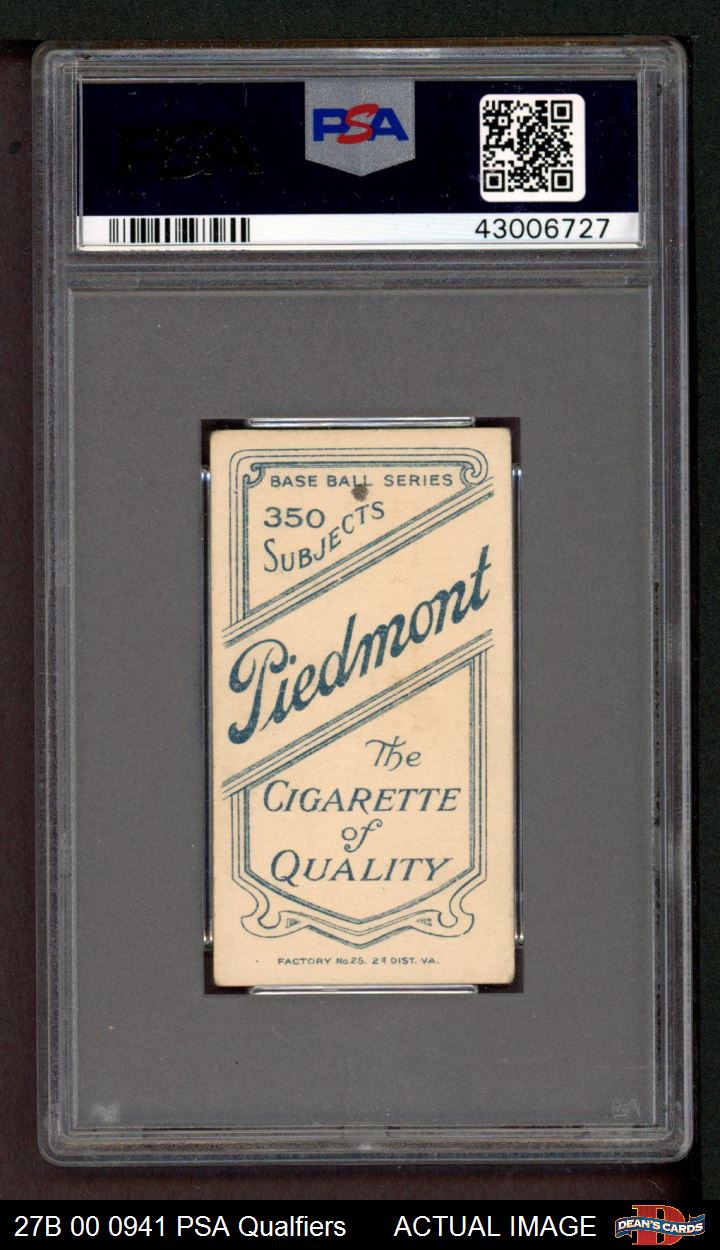 PSA
PSA
43006727
BASE BALL SERIES
350
SUBJECTS
Piedmont
The
CIGARETTE
of
QUALITY
FACTORY No. 25. 2d DIST. VA.
27B 00 0941 PSA Qualfiers ACTUAL IMAGE
DEAN'S CARDS